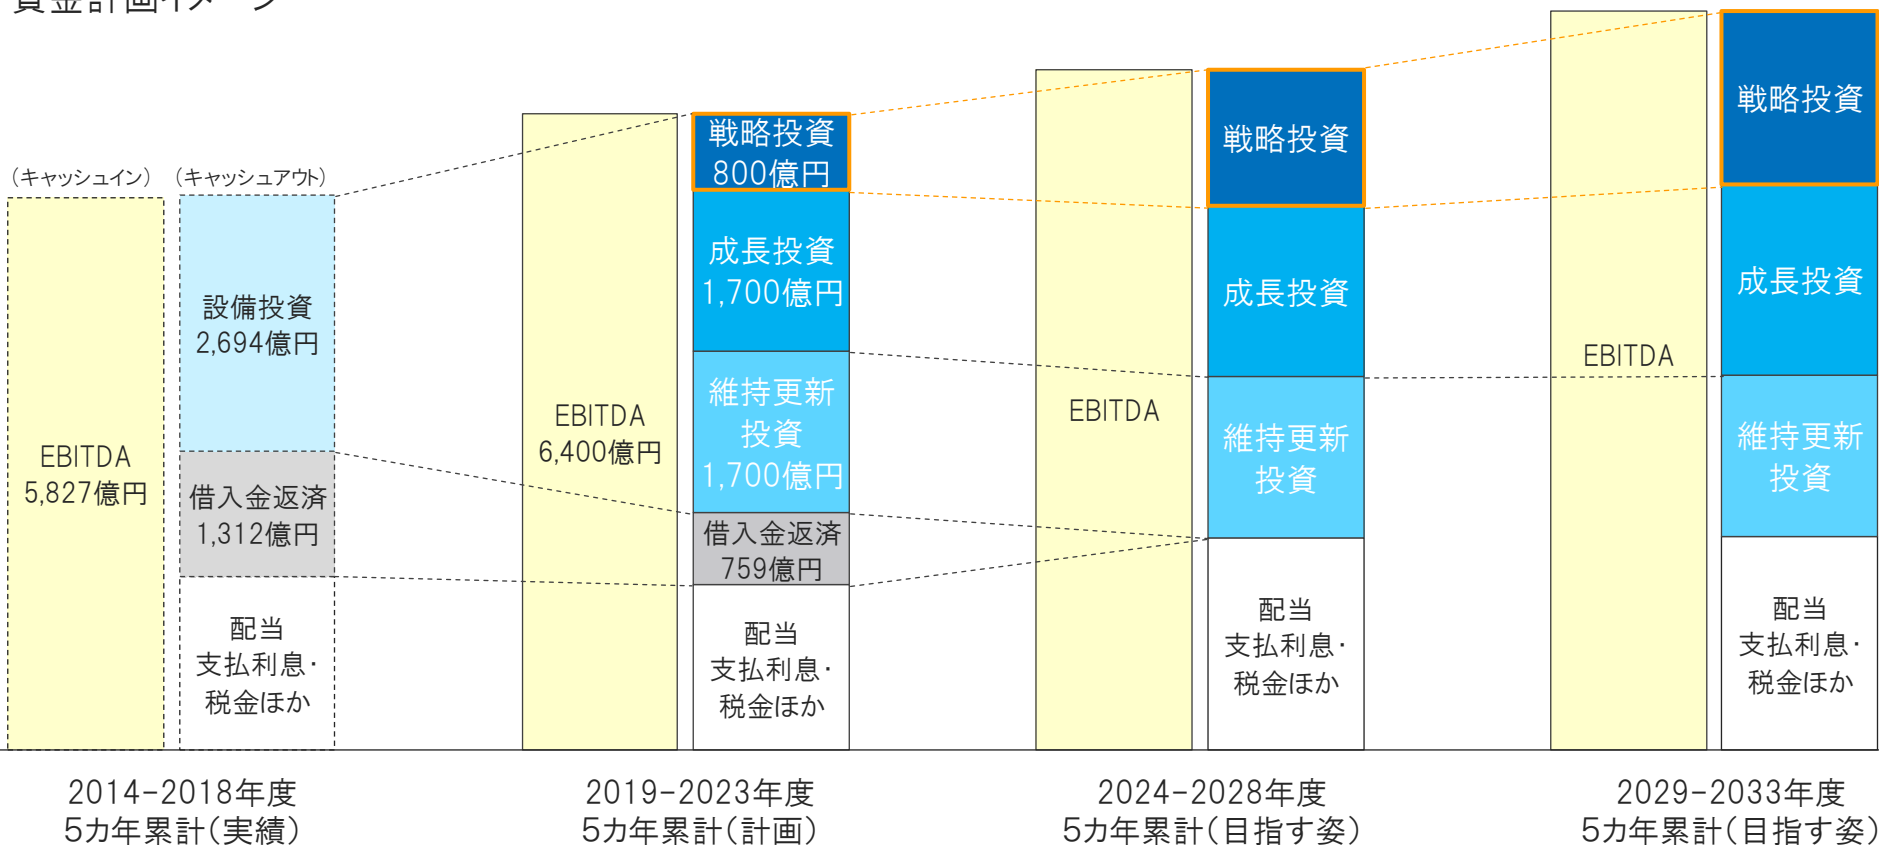 資金計画イメージ
（キャッシュイン）
（キャッシュアウト）
EBITDA
5,827億円
設備投資
2,694億円
借入金返済
1,312億円
配当
支払利息・
税金ほか
2014-2018年度
5カ年累計（実績）
EBITDA
6,400億円
戦略投資
800億円
成長投資
1,700億円
維持更新
投資
1,700億円
借入金返済
759億円
配当
支払利息・
税金ほか
2019-2023年度
5カ年累計（計画）
EBITDA
戦略投資
成長投資
維持更新
投資
配当
支払利息・
税金ほか
2024-2028年度
5カ年累計（目指す姿）
EBITDA
戦略投資
成長投資
維持更新
投資
配当
支払利息・
税金ほか
2029-2033年度
5カ年累計（目指す姿）